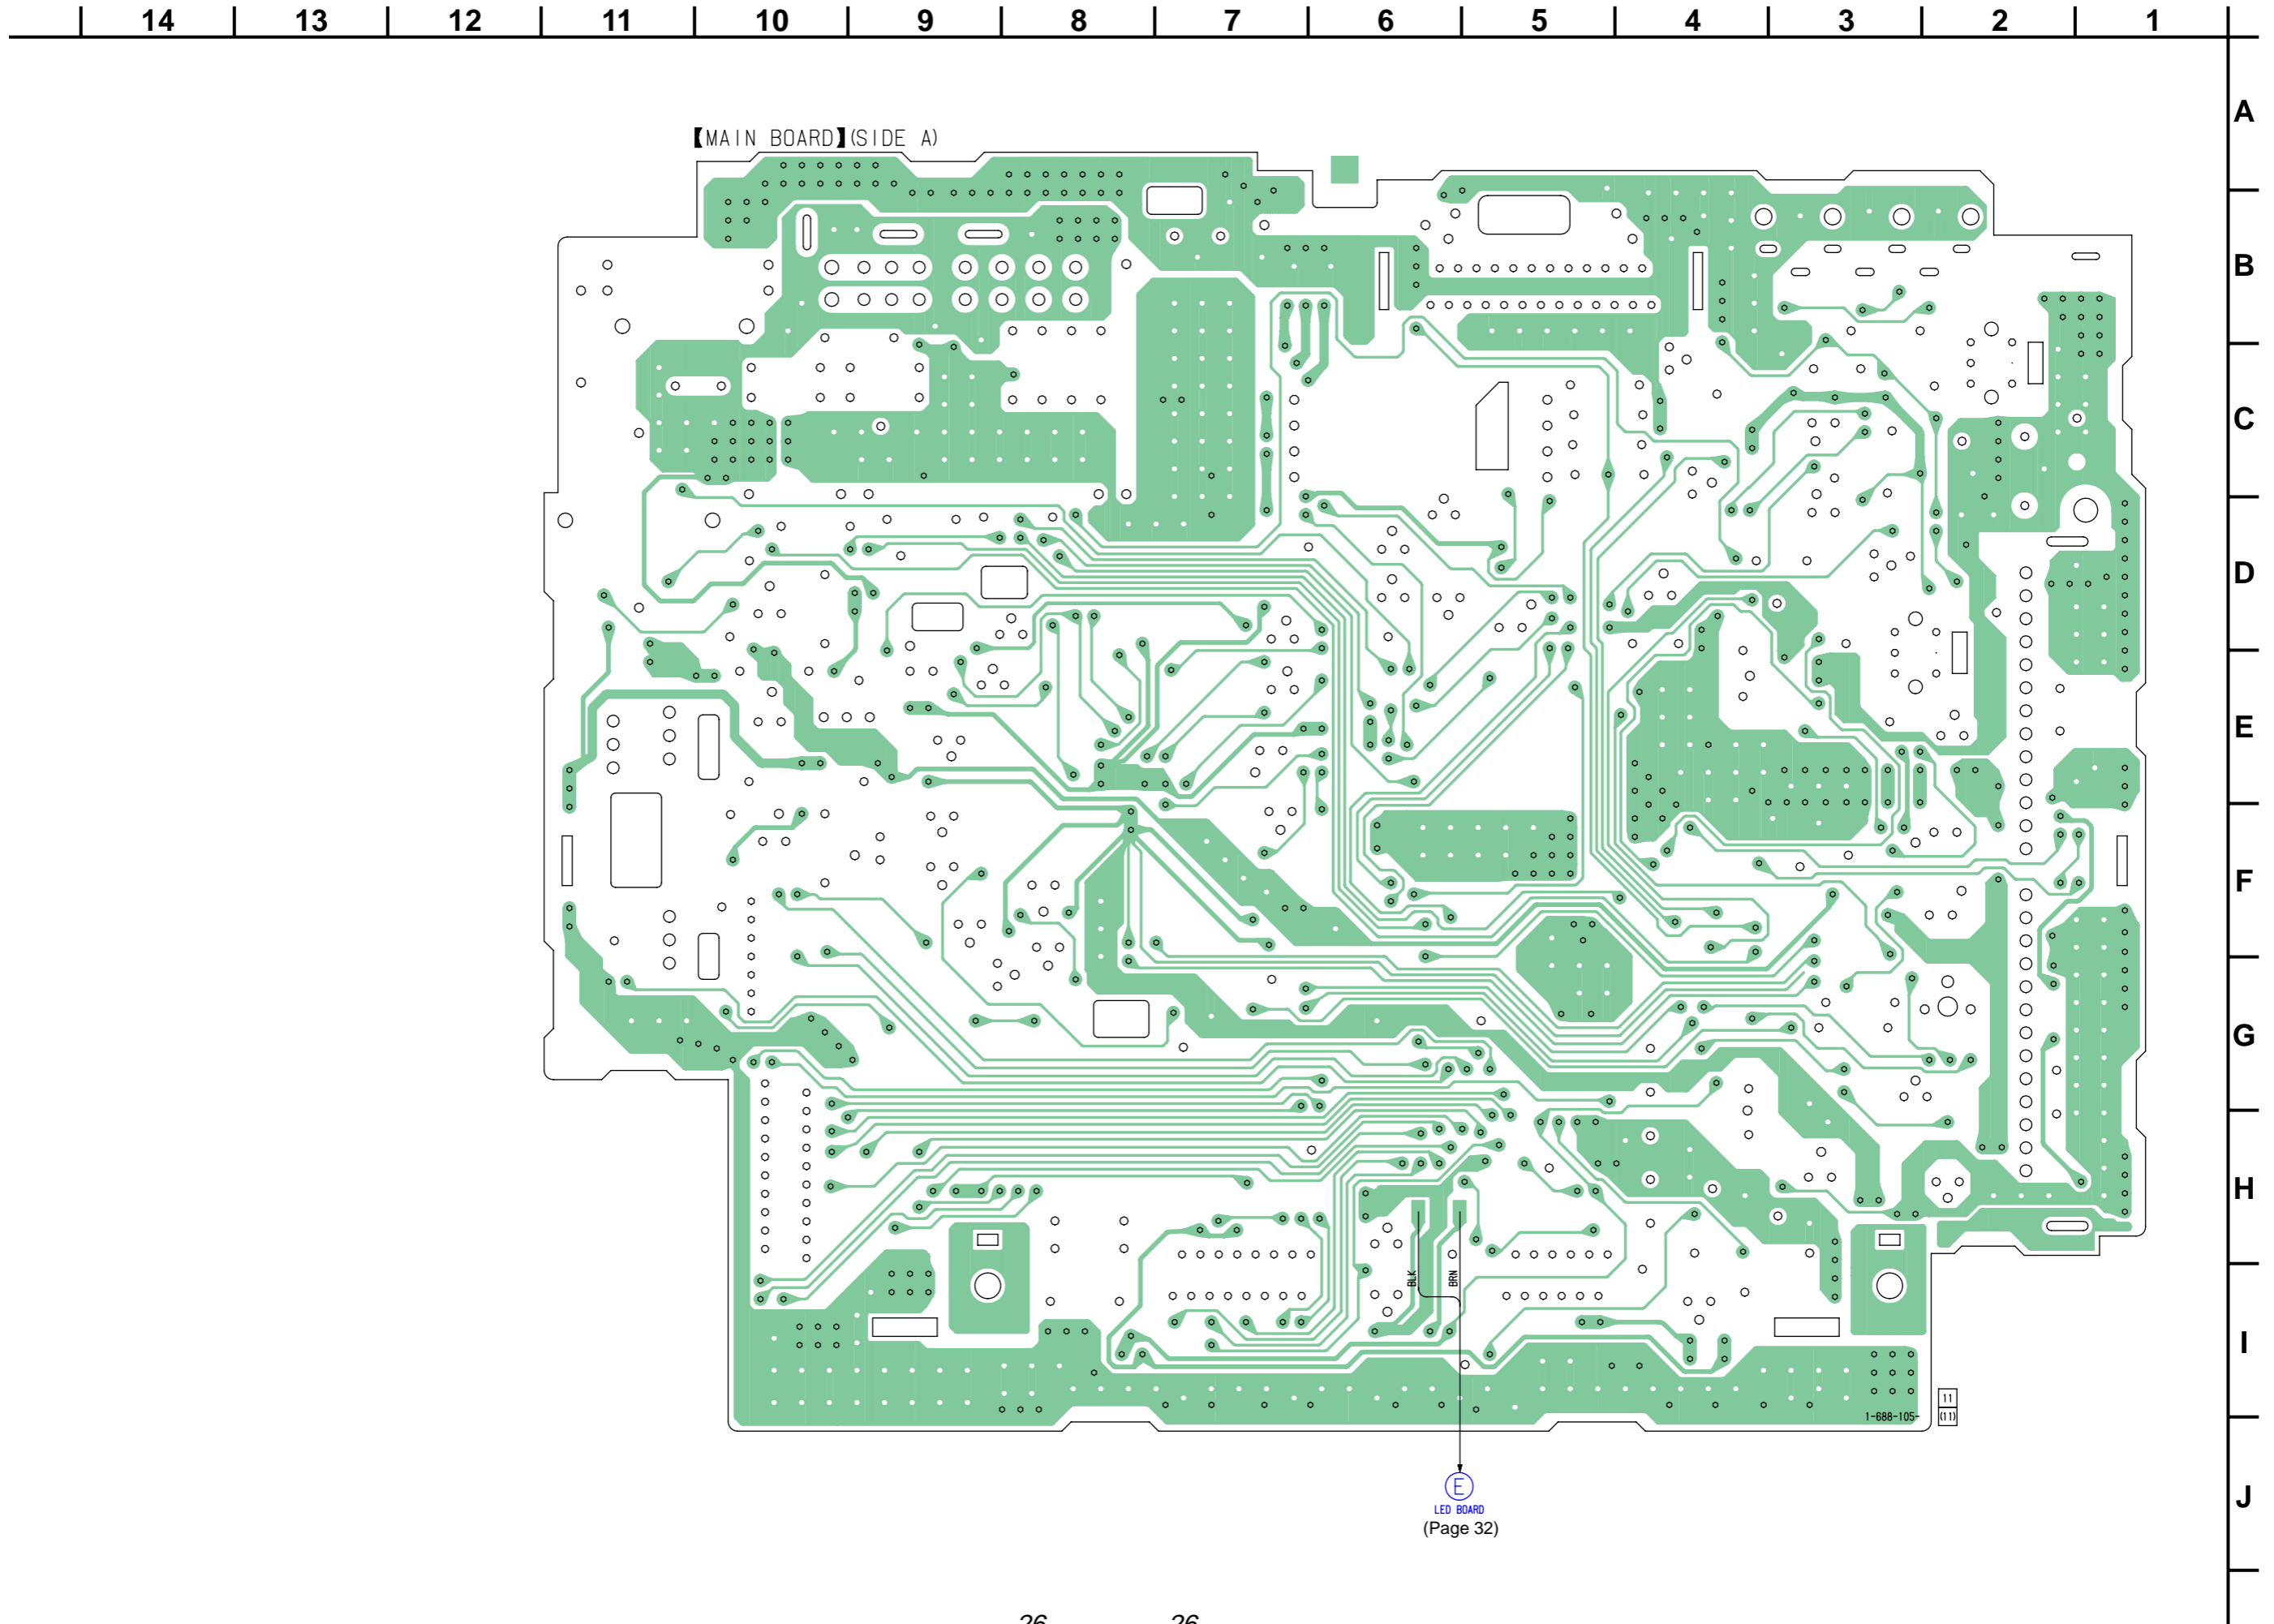 14 13 12 11 10 9 8 7 6 5 4 3 2 1
A
【MAIN BOARD】(SIDE A)
B
C
D
E
F
G
H
BLK
BRN
I
11
1-688-105-
(11)
E
J
LED BOARD
(Page 32)
26 26